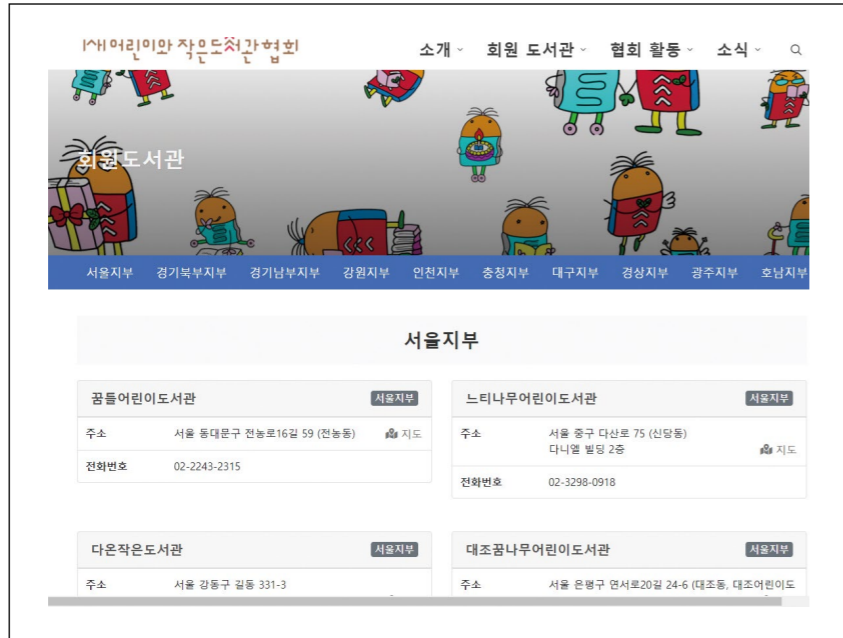 (사)어린이와 작은도서관협회
소개 회원 도서관 협회 활동 소식
회원도서관
서울지부 경기북부지부 경기남부지부 강원지부 인천지부 충청지부 대구지부 경상지부 광주지부 호남지부
서울지부
꿈틀어린이도서관 서울지부
주소 서울 동대문구 전농로16길 59 (전농동) 지도
전화번호 02-2243-2315
느티나무어린이도서관 서울지부
주소 서울 중구 다산로 75 (신당동)
다니엘 빌딩 2층 지도
전화번호 02-3298-0918
다온작은도서관 서울지부
주소 서울 강동구 길동 331-3
대조꿈나무어린이도서관 서울지부
주소 서울 은평구 연서로20길 24-6 (대조동, 대조어린이도